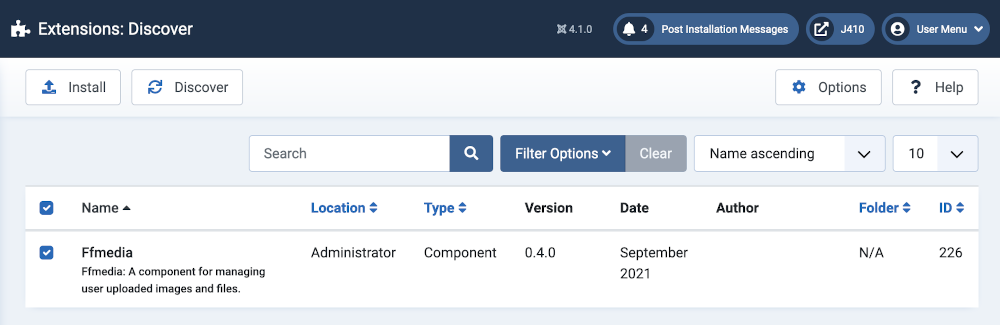 Extensions: Discover
4.1.0
4
Post Installation Messages
J410
User Menu
Install
Discover
Options
? Help
Search
Filter Options
Clear
Name ascending
10
Name
Location
Type
Version
Date
Author
Folder
ID
Ffmedia
Ffmedia: A component for managing
user uploaded images and files.
Administrator
Component
0.4.0
September
2021
N/A
226